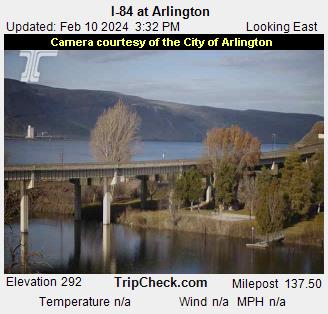 I-84 at Arlington
Updated: Feb 10 2024 3:32 PM Looking East
Camera courtesy of the City of Arlington
Elevation 292 TripCheck.com Milepost 137.50
Temperature n/a Wind n/a MPH n/a